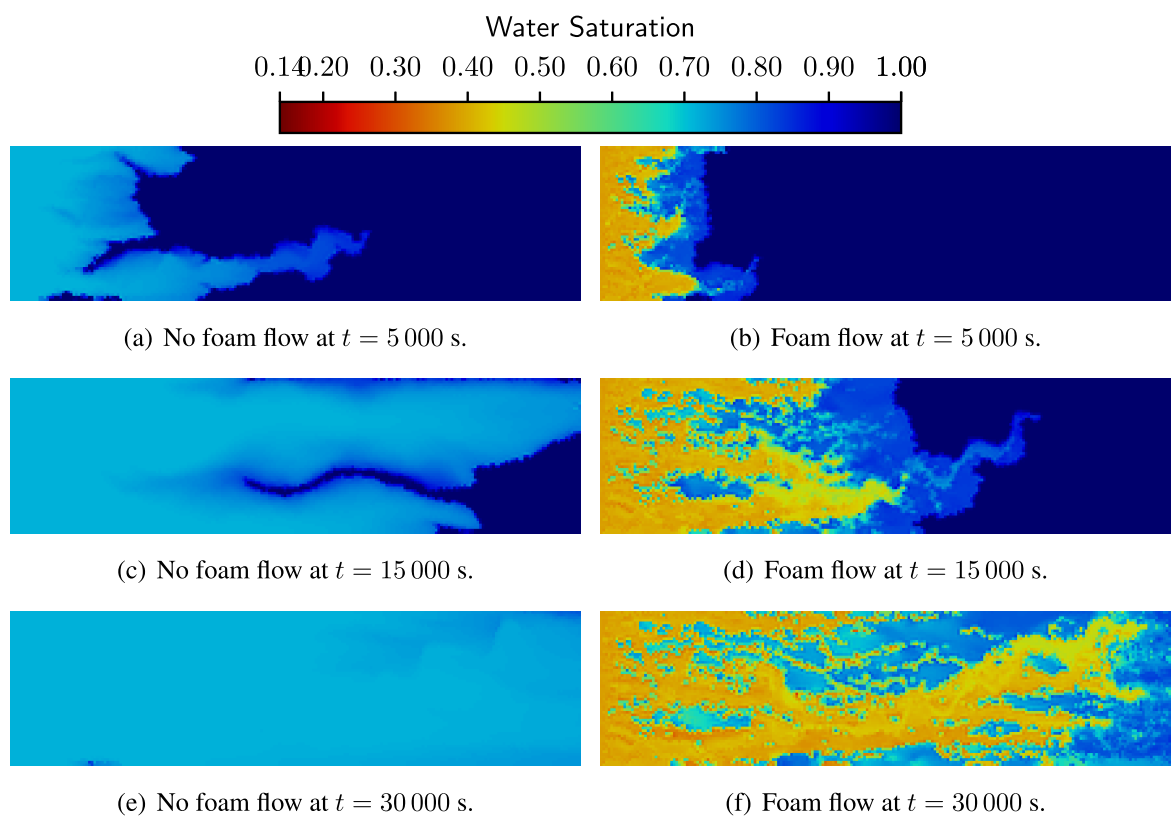 Water Saturation
0.14 0.20 0.30 0.40 0.50 0.60 0.70 0.80 0.90 1.00
(a) No foam flow at t = 5 000 s.
(b) Foam flow at t = 5 000 s.
(c) No foam flow at t = 15 000 s.
(d) Foam flow at t = 15 000 s.
(e) No foam flow at t = 30 000 s.
(f) Foam flow at t = 30 000 s.